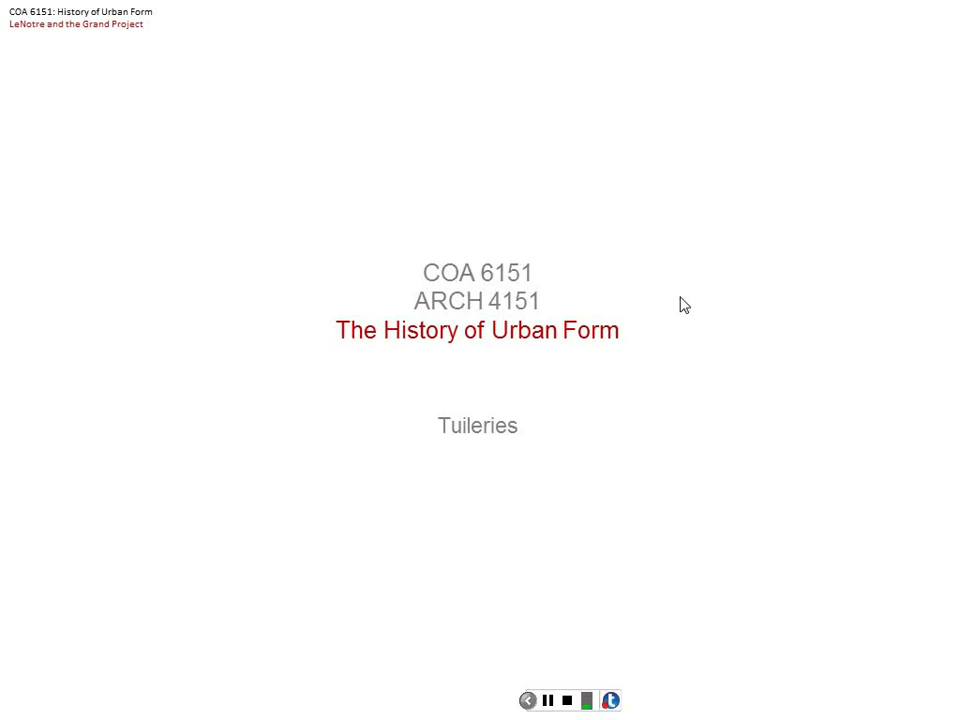 COA 6151: History of Urban Form
LeNotre and the Grand Project
COA 6151
ARCH 4151
The History of Urban Form
Tuileries
t